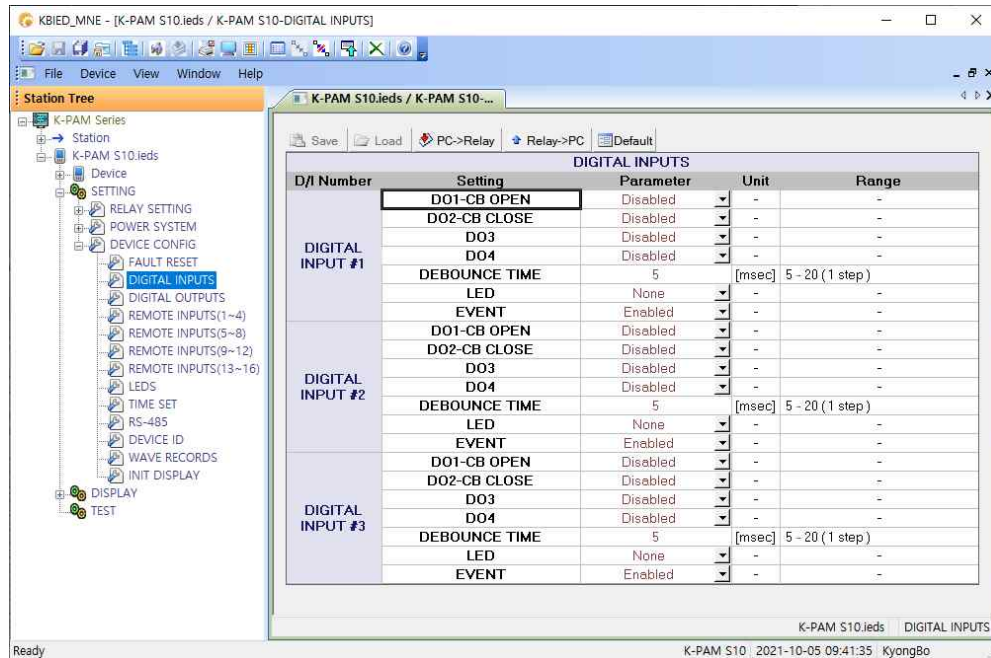 KBIED_MNE - [K-PAM S10.ieds / K-PAM S10-DIGITAL INPUTS]
File Device View Window Help
Station Tree
K-PAM S10.ieds / K-PAM S10-...
K-PAM Series
Station
K-PAM S10.ieds
Device
SETTING
RELAY SETTING
POWER SYSTEM
DEVICE CONFIG
FAULT RESET
DIGITAL INPUTS
DIGITAL OUTPUTS
REMOTE INPUTS(1~4)
REMOTE INPUTS(5~8)
REMOTE INPUTS(9~12)
REMOTE INPUTS(13~16)
LEDS
TIME SET
RS-485
DEVICE ID
WAVE RECORDS
INIT DISPLAY
DISPLAY
TEST
Save Load PC->Relay Relay->PC Default
DIGITAL INPUTS
D/I Number Setting Parameter Unit Range
DIGITAL INPUT #1
DO1-CB OPEN Disabled - -
DO2-CB CLOSE Disabled - -
DO3 Disabled - -
DO4 Disabled - -
DEBOUNCE TIME 5 [msec] 5 - 20 ( 1 step )
LED None - -
EVENT Enabled - -
DIGITAL INPUT #2
DO1-CB OPEN Disabled - -
DO2-CB CLOSE Disabled - -
DO3 Disabled - -
DO4 Disabled - -
DEBOUNCE TIME 5 [msec] 5 - 20 ( 1 step )
LED None - -
EVENT Enabled - -
DIGITAL INPUT #3
DO1-CB OPEN Disabled - -
DO2-CB CLOSE Disabled - -
DO3 Disabled - -
DO4 Disabled - -
DEBOUNCE TIME 5 [msec] 5 - 20 ( 1 step )
LED None - -
EVENT Enabled - -
K-PAM S10.ieds DIGITAL INPUTS
Ready K-PAM S10 2021-10-05 09:41:35 KyongBo